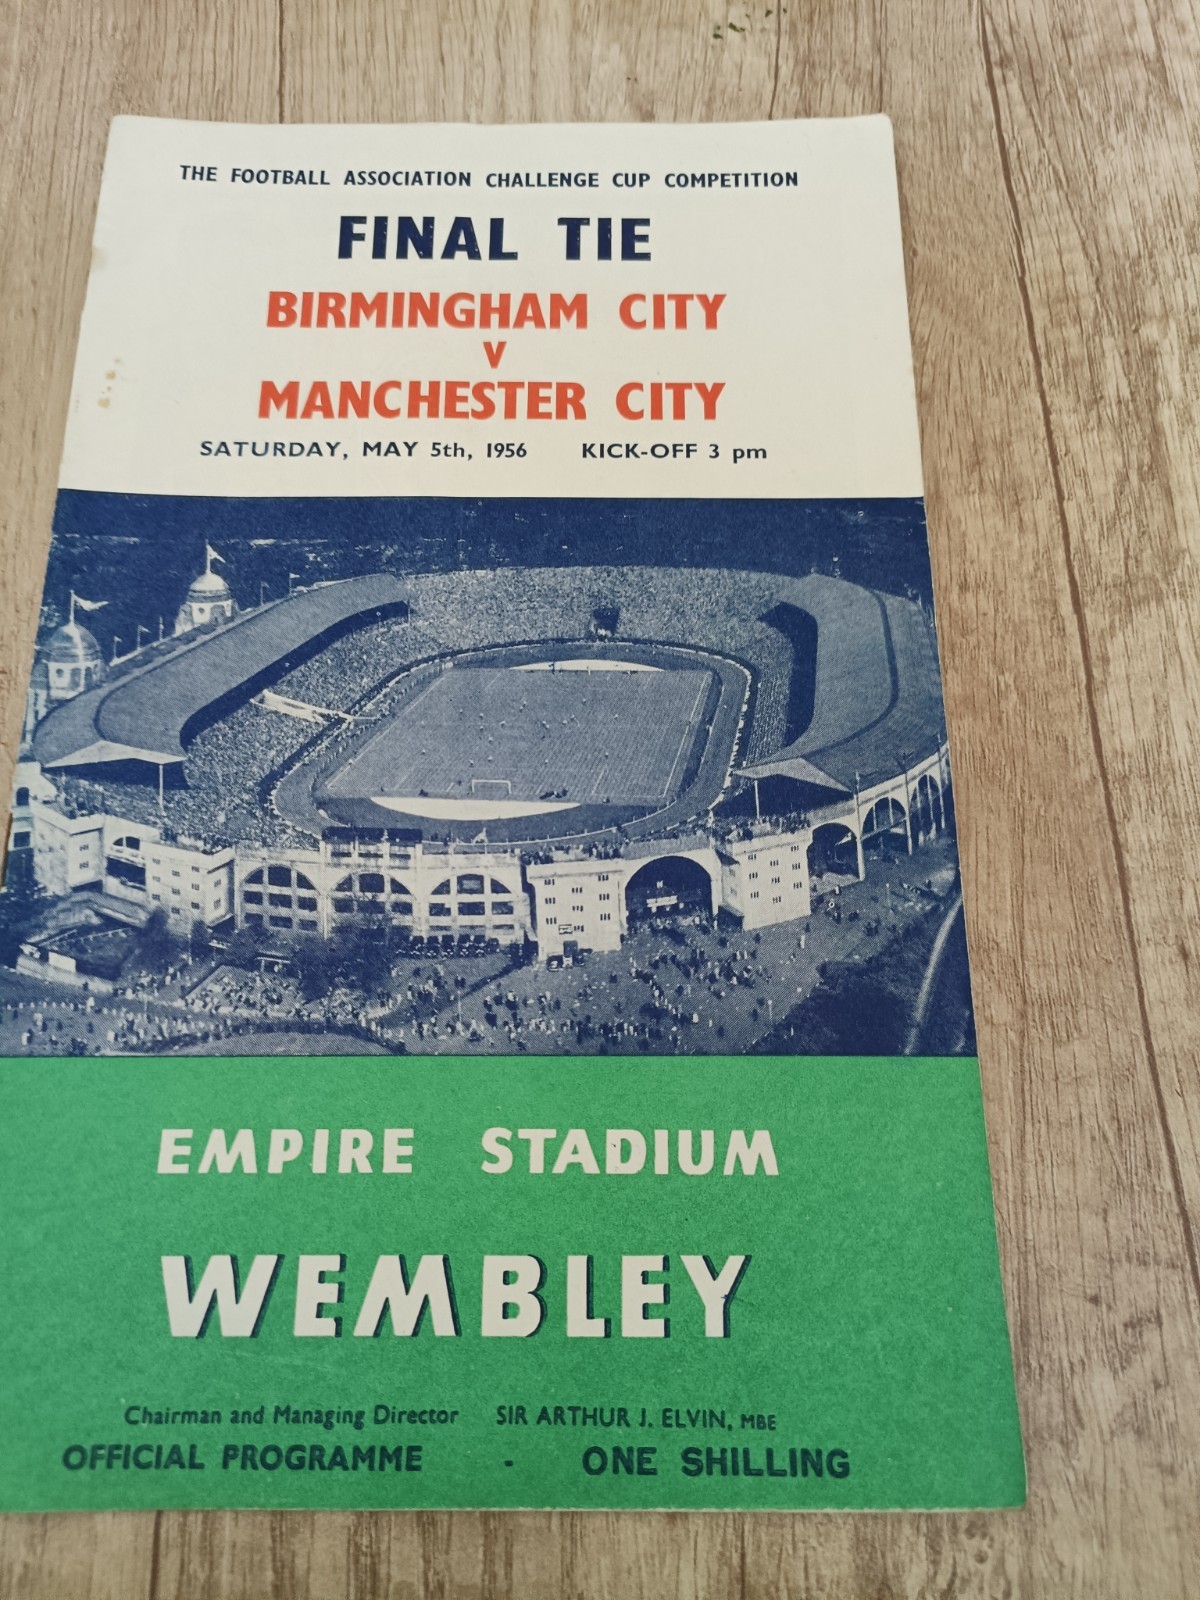 THE FOOTBALL ASSOCIATION CHALLENGE CUP COMPETITION
FINAL TIE
BIRMINGHAM CITY
V
MANCHESTER CITY
SATURDAY, MAY 5th, 1956 KICK-OFF 3 pm
EMPIRE STADIUM
WEMBLEY
Chairman and Managing Director SIR ARTHUR J. ELVIN, MBE
OFFICIAL PROGRAMME - ONE SHILLING